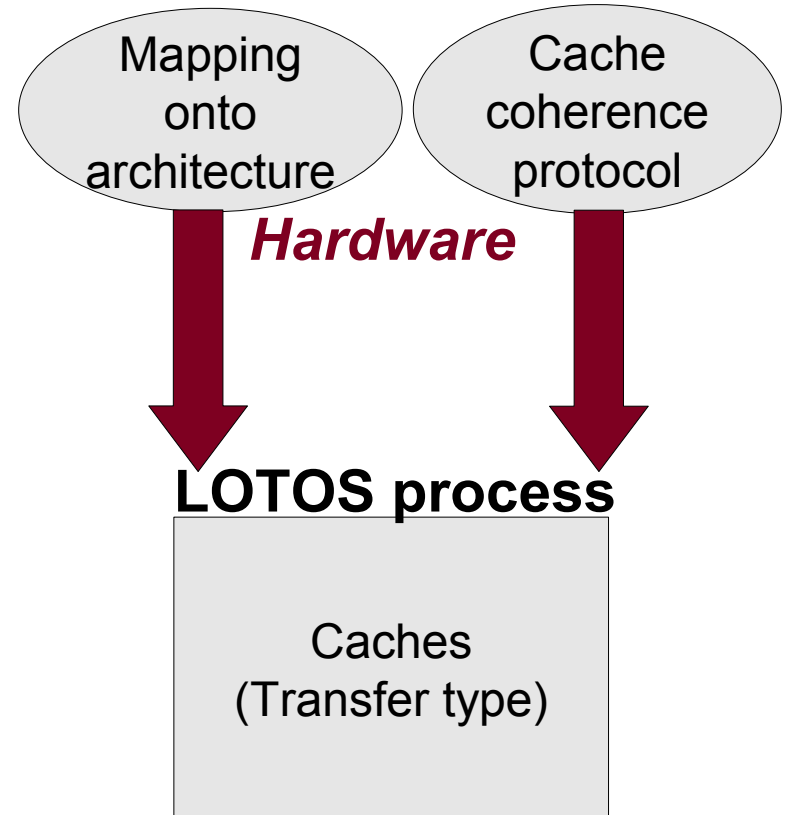 Mapping
onto
architecture
Cache
coherence
protocol
Hardware
LOTOS process
Caches
(Transfer type)